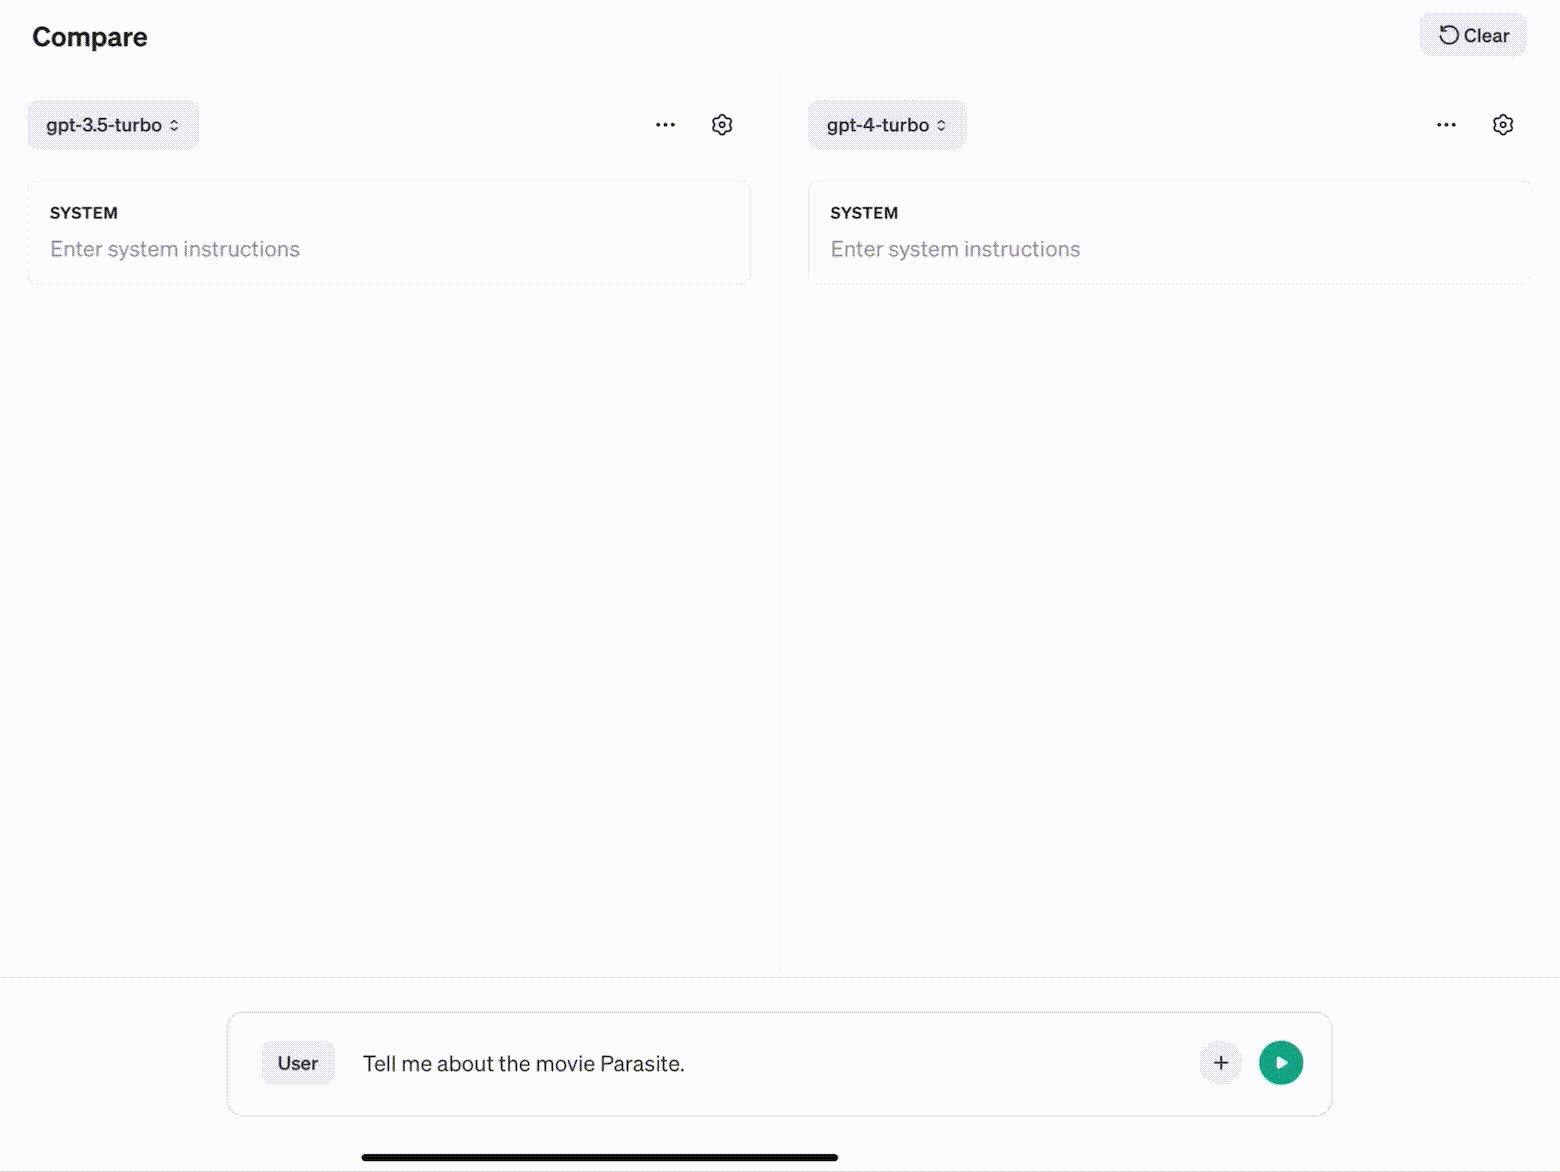 Compare
Clear
gpt-3.5-turbo
gpt-4-turbo
SYSTEM
Enter system instructions
SYSTEM
Enter system instructions
User
Tell me about the movie Parasite.